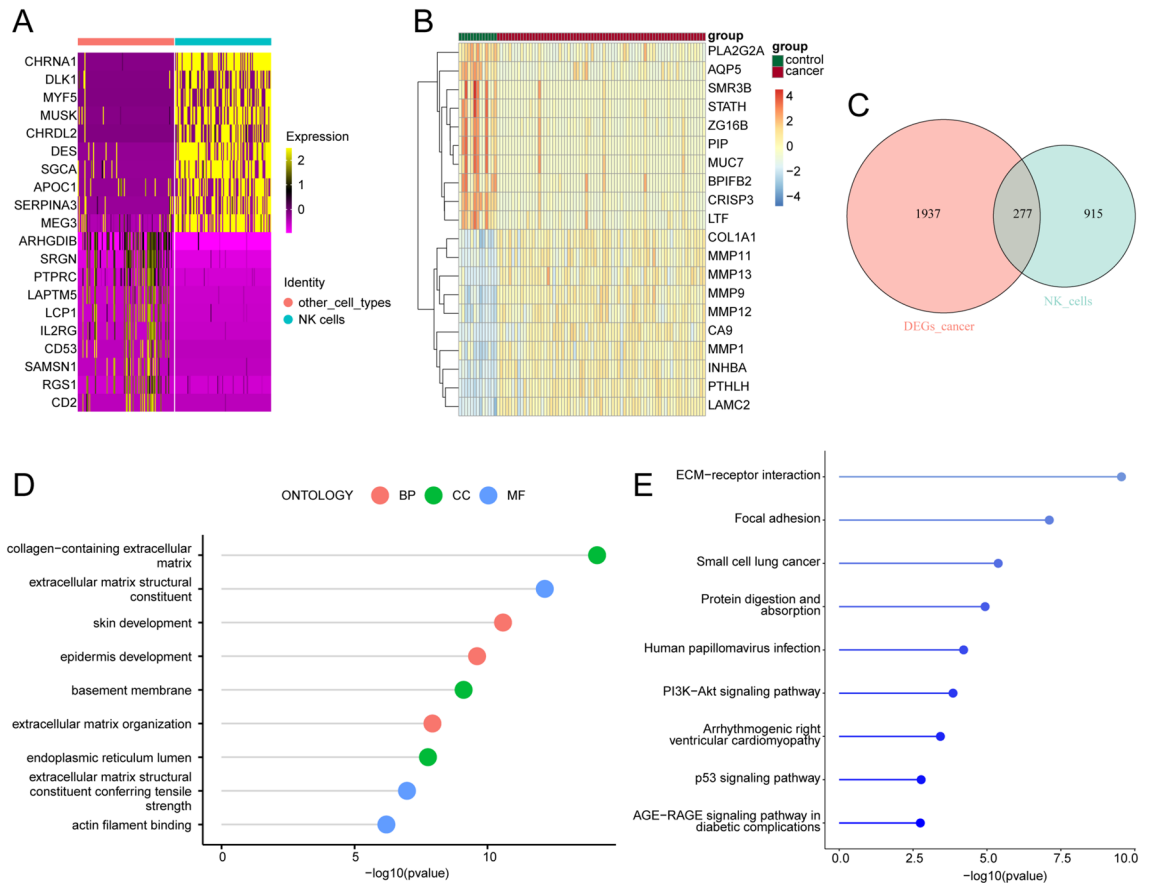 A
CHRNA1
DLK1
MYF5
MUSK
CHRDL2
DES
SGCA
APOC1
SERPINA3
MEG3
ARHGDIB
SRGN
PTPRC
LAPTM5
LCP1
IL2RG
CD53
SAMSN1
RGS1
CD2
Expression
2
1
0
Identity
other_cell_types
NK cells
B
group
PLA2G2A
AQP5
SMR3B
STATH
ZG16B
PIP
MUC7
BPIFB2
CRISP3
LTF
COL1A1
MMP11
MMP13
MMP9
MMP12
CA9
MMP1
INHBA
PTHLH
LAMC2
group
control
cancer
4
2
0
−2
−4
C
1937
277
915
NK_cells
DEGs_cancer
D
ONTOLOGY
BP
CC
MF
collagen−containing extracellular
matrix
extracellular matrix structural
constituent
skin development
epidermis development
basement membrane
extracellular matrix organization
endoplasmic reticulum lumen
extracellular matrix structural
constituent conferring tensile
strength
actin filament binding
0
5
10
−log10(pvalue)
E
ECM−receptor interaction
Focal adhesion
Small cell lung cancer
Protein digestion and
absorption
Human papillomavirus infection
PI3K−Akt signaling pathway
Arrhythmogenic right
ventricular cardiomyopathy
p53 signaling pathway
AGE−RAGE signaling pathway in
diabetic complications
0.0
2.5
5.0
7.5
10.0
−log10(pvalue)